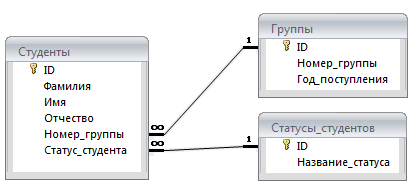 Студенты
ID
Фамилия
Имя
Отчество
Номер_группы
Статус_студента
∞
∞
1
1
Группы
ID
Номер_группы
Год_поступления
Статусы_студентов
ID
Название_статуса